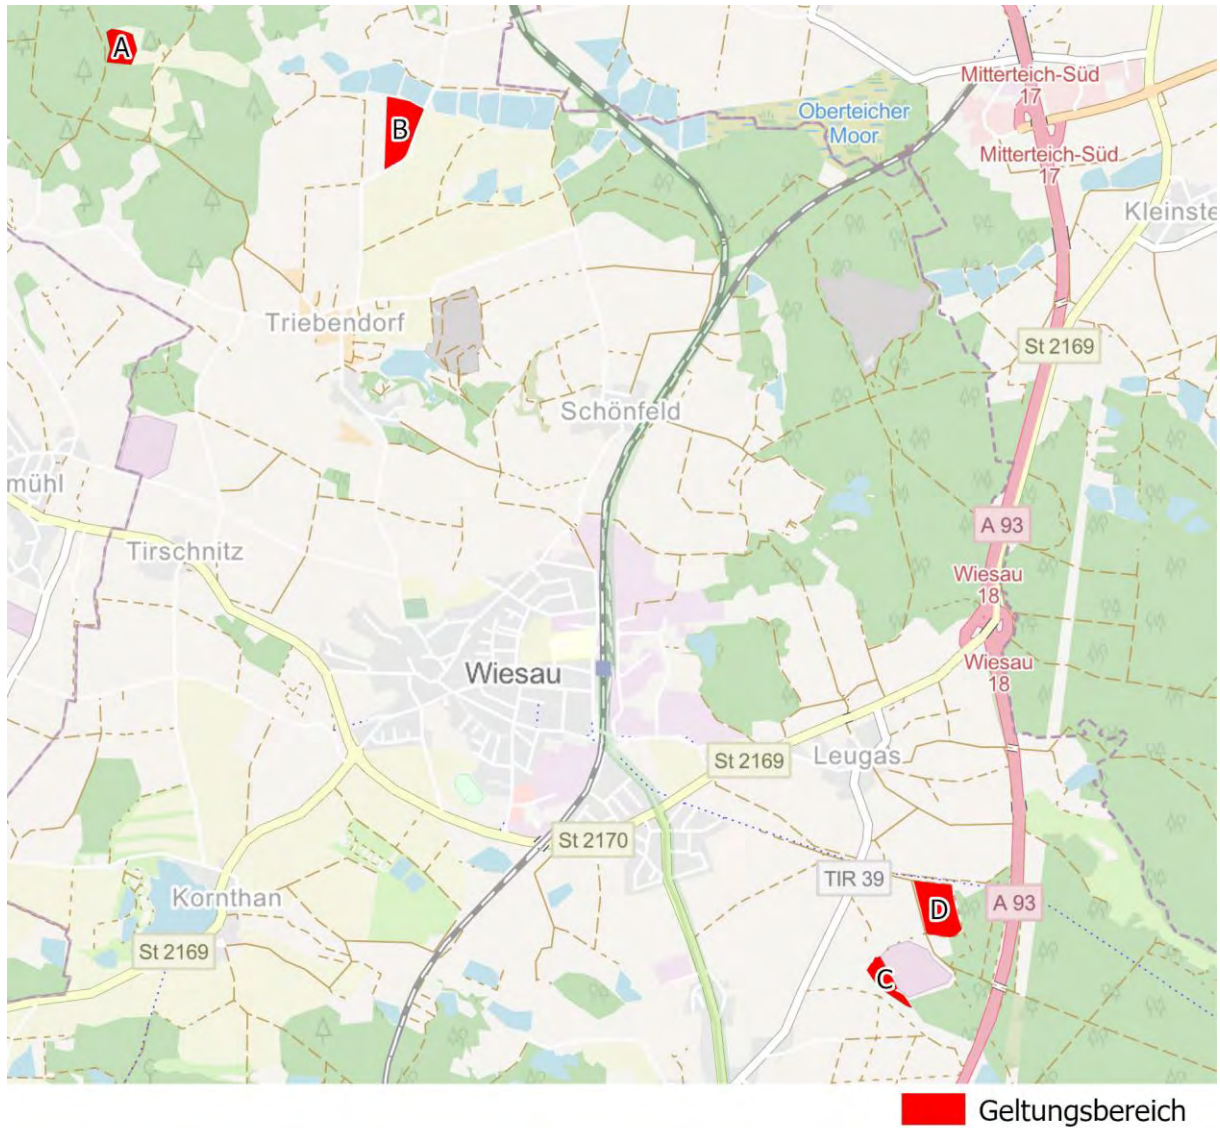 A
B
Oberteicher
Moor
Mitterteich-Süd
17
Mitterteich-Süd
17
Kleinste
Triebendorf
St 2169
Schönfeld
mühl
Tirschnitz
A 93
Wiesau
18
Wiesau
Wiesau
18
St 2169
Leugas
St 2170
TIR 39
Kornthan
D
A 93
St 2169
C
Geltungsbereich